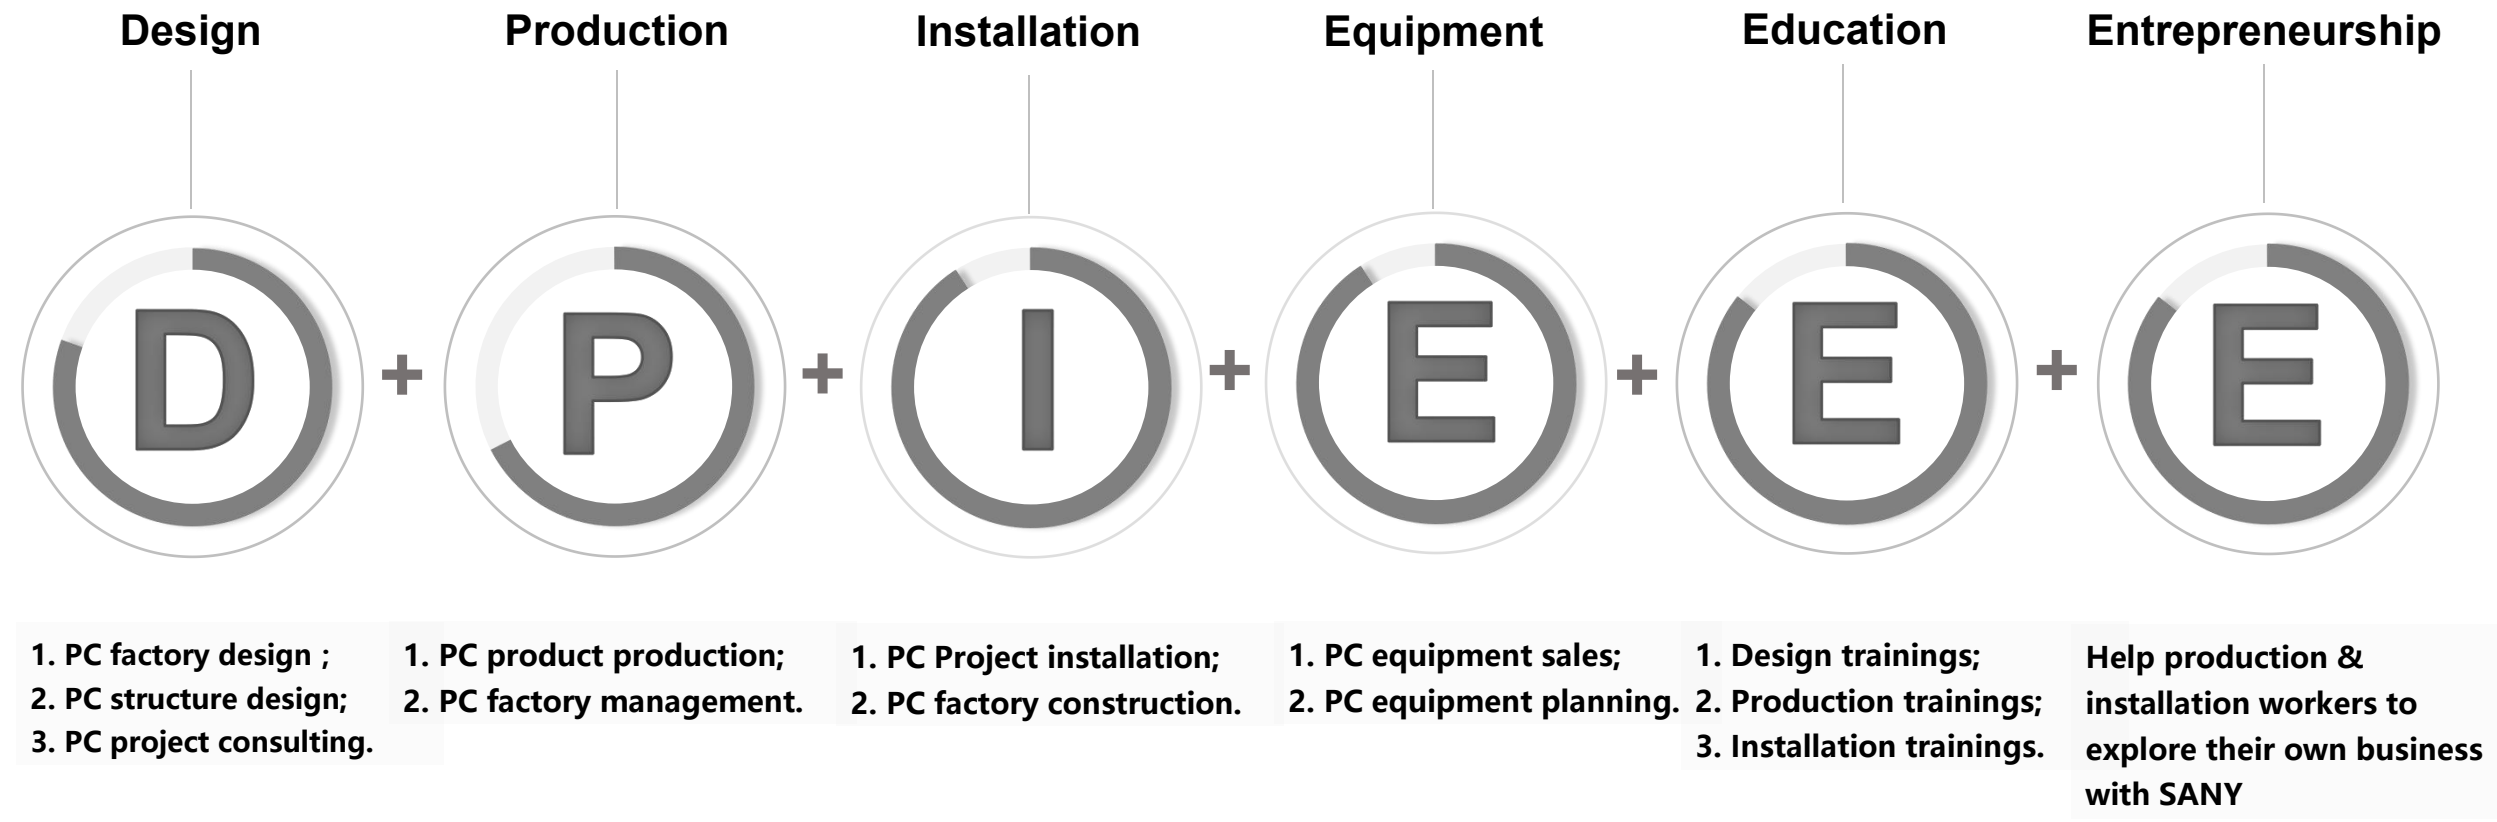 Design
Production
Installation
Equipment
Education
Entrepreneurship
D + P + I + E + E + E
1. PC factory design ;
2. PC structure design;
3. PC project consulting.
1. PC product production;
2. PC factory management.
1. PC Project installation;
2. PC factory construction.
1. PC equipment sales;
2. PC equipment planning.
1. Design trainings;
2. Production trainings;
3. Installation trainings.
Help production &
installation workers to
explore their own business
with SANY